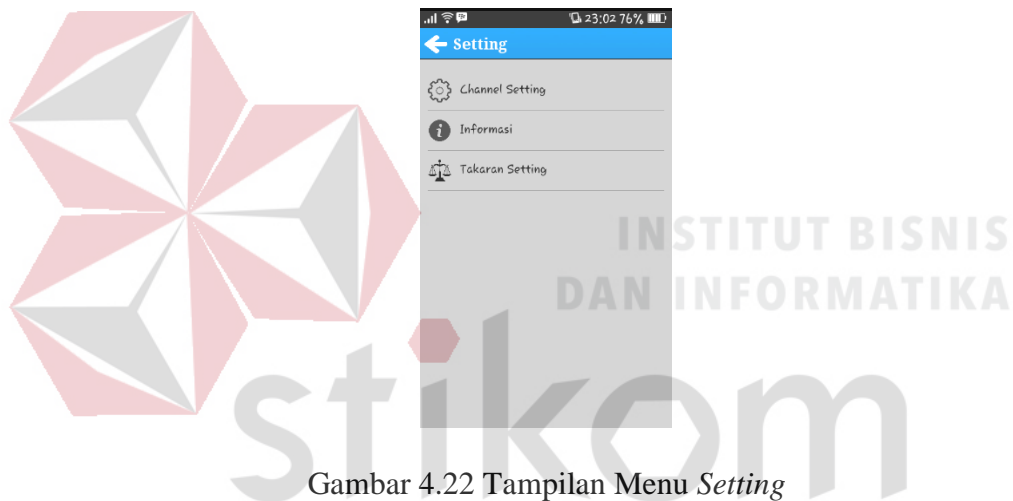 23:02 76%
Setting
Channel Setting
Informasi
Takaran Setting
INSTITUT BISNIS
DAN INFORMATIKA
stikom
Gambar 4.22 Tampilan Menu Setting